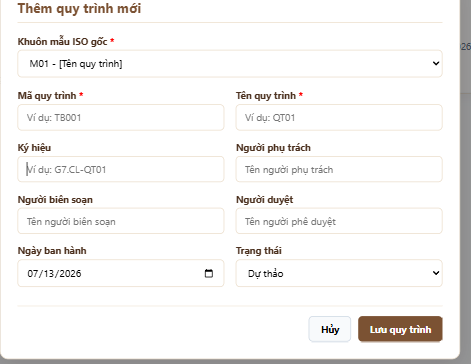 Thêm quy trình mới
Khuôn mẫu ISO gốc *
M01 - [Tên quy trình]
Mã quy trình * Tên quy trình *
Ví dụ: TB001 Ví dụ: QT01
Ký hiệu Người phụ trách
Ví dụ: G7.CL-QT01 Tên người phụ trách
Người biên soạn Người duyệt
Tên người biên soạn Tên người phê duyệt
Ngày ban hành Trạng thái
07/13/2026 Dự thảo
Hủy Lưu quy trình